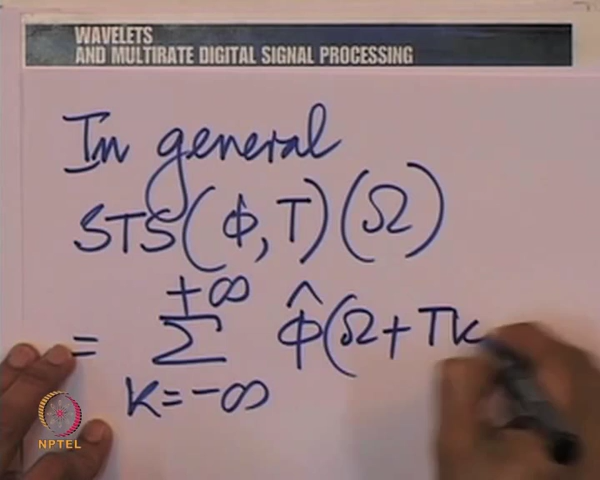 WAVELETS
AND MULTIRATE DIGITAL SIGNAL PROCESSING
In general
STS(ϕ, T)(Ω)
+∞
= Σ ϕ̂(Ω+Tk
K=-∞
NPTEL